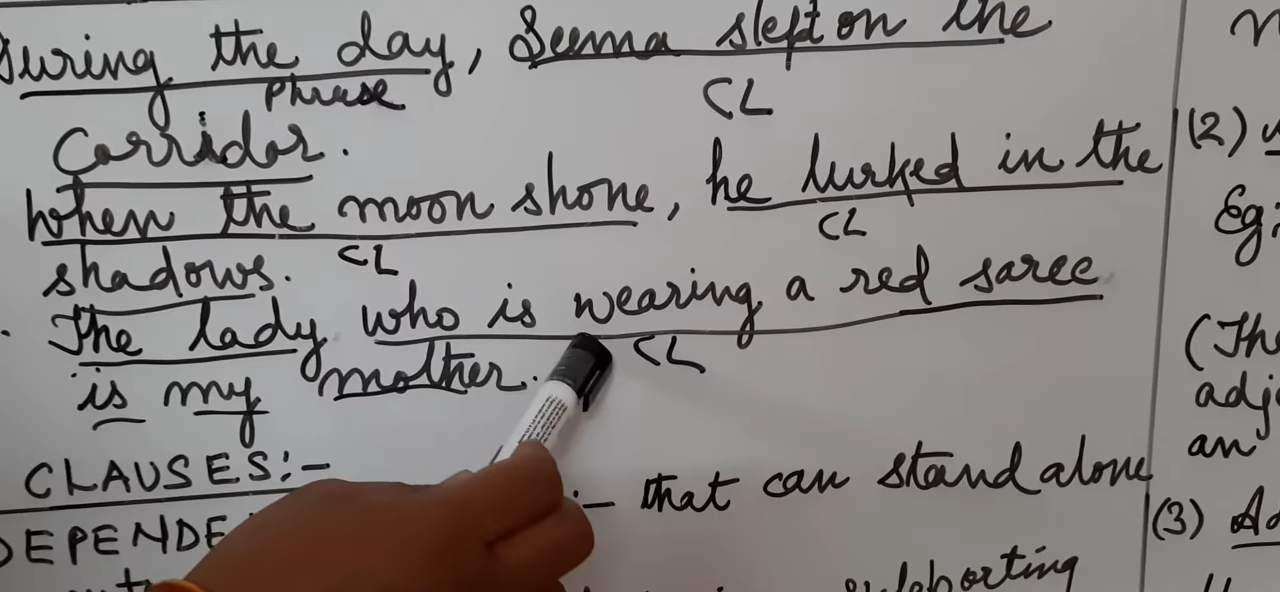 During the day, Seema slept on the
Phrase CL
Corridor.
when the moon shone, he lurked in the
CL CL
shadows.
The lady who is wearing a red saree
CL
is my mother.
CLAUSES:-
:- that can stand alone
(2)
Eg:
(The
adj
an
(3) Ad